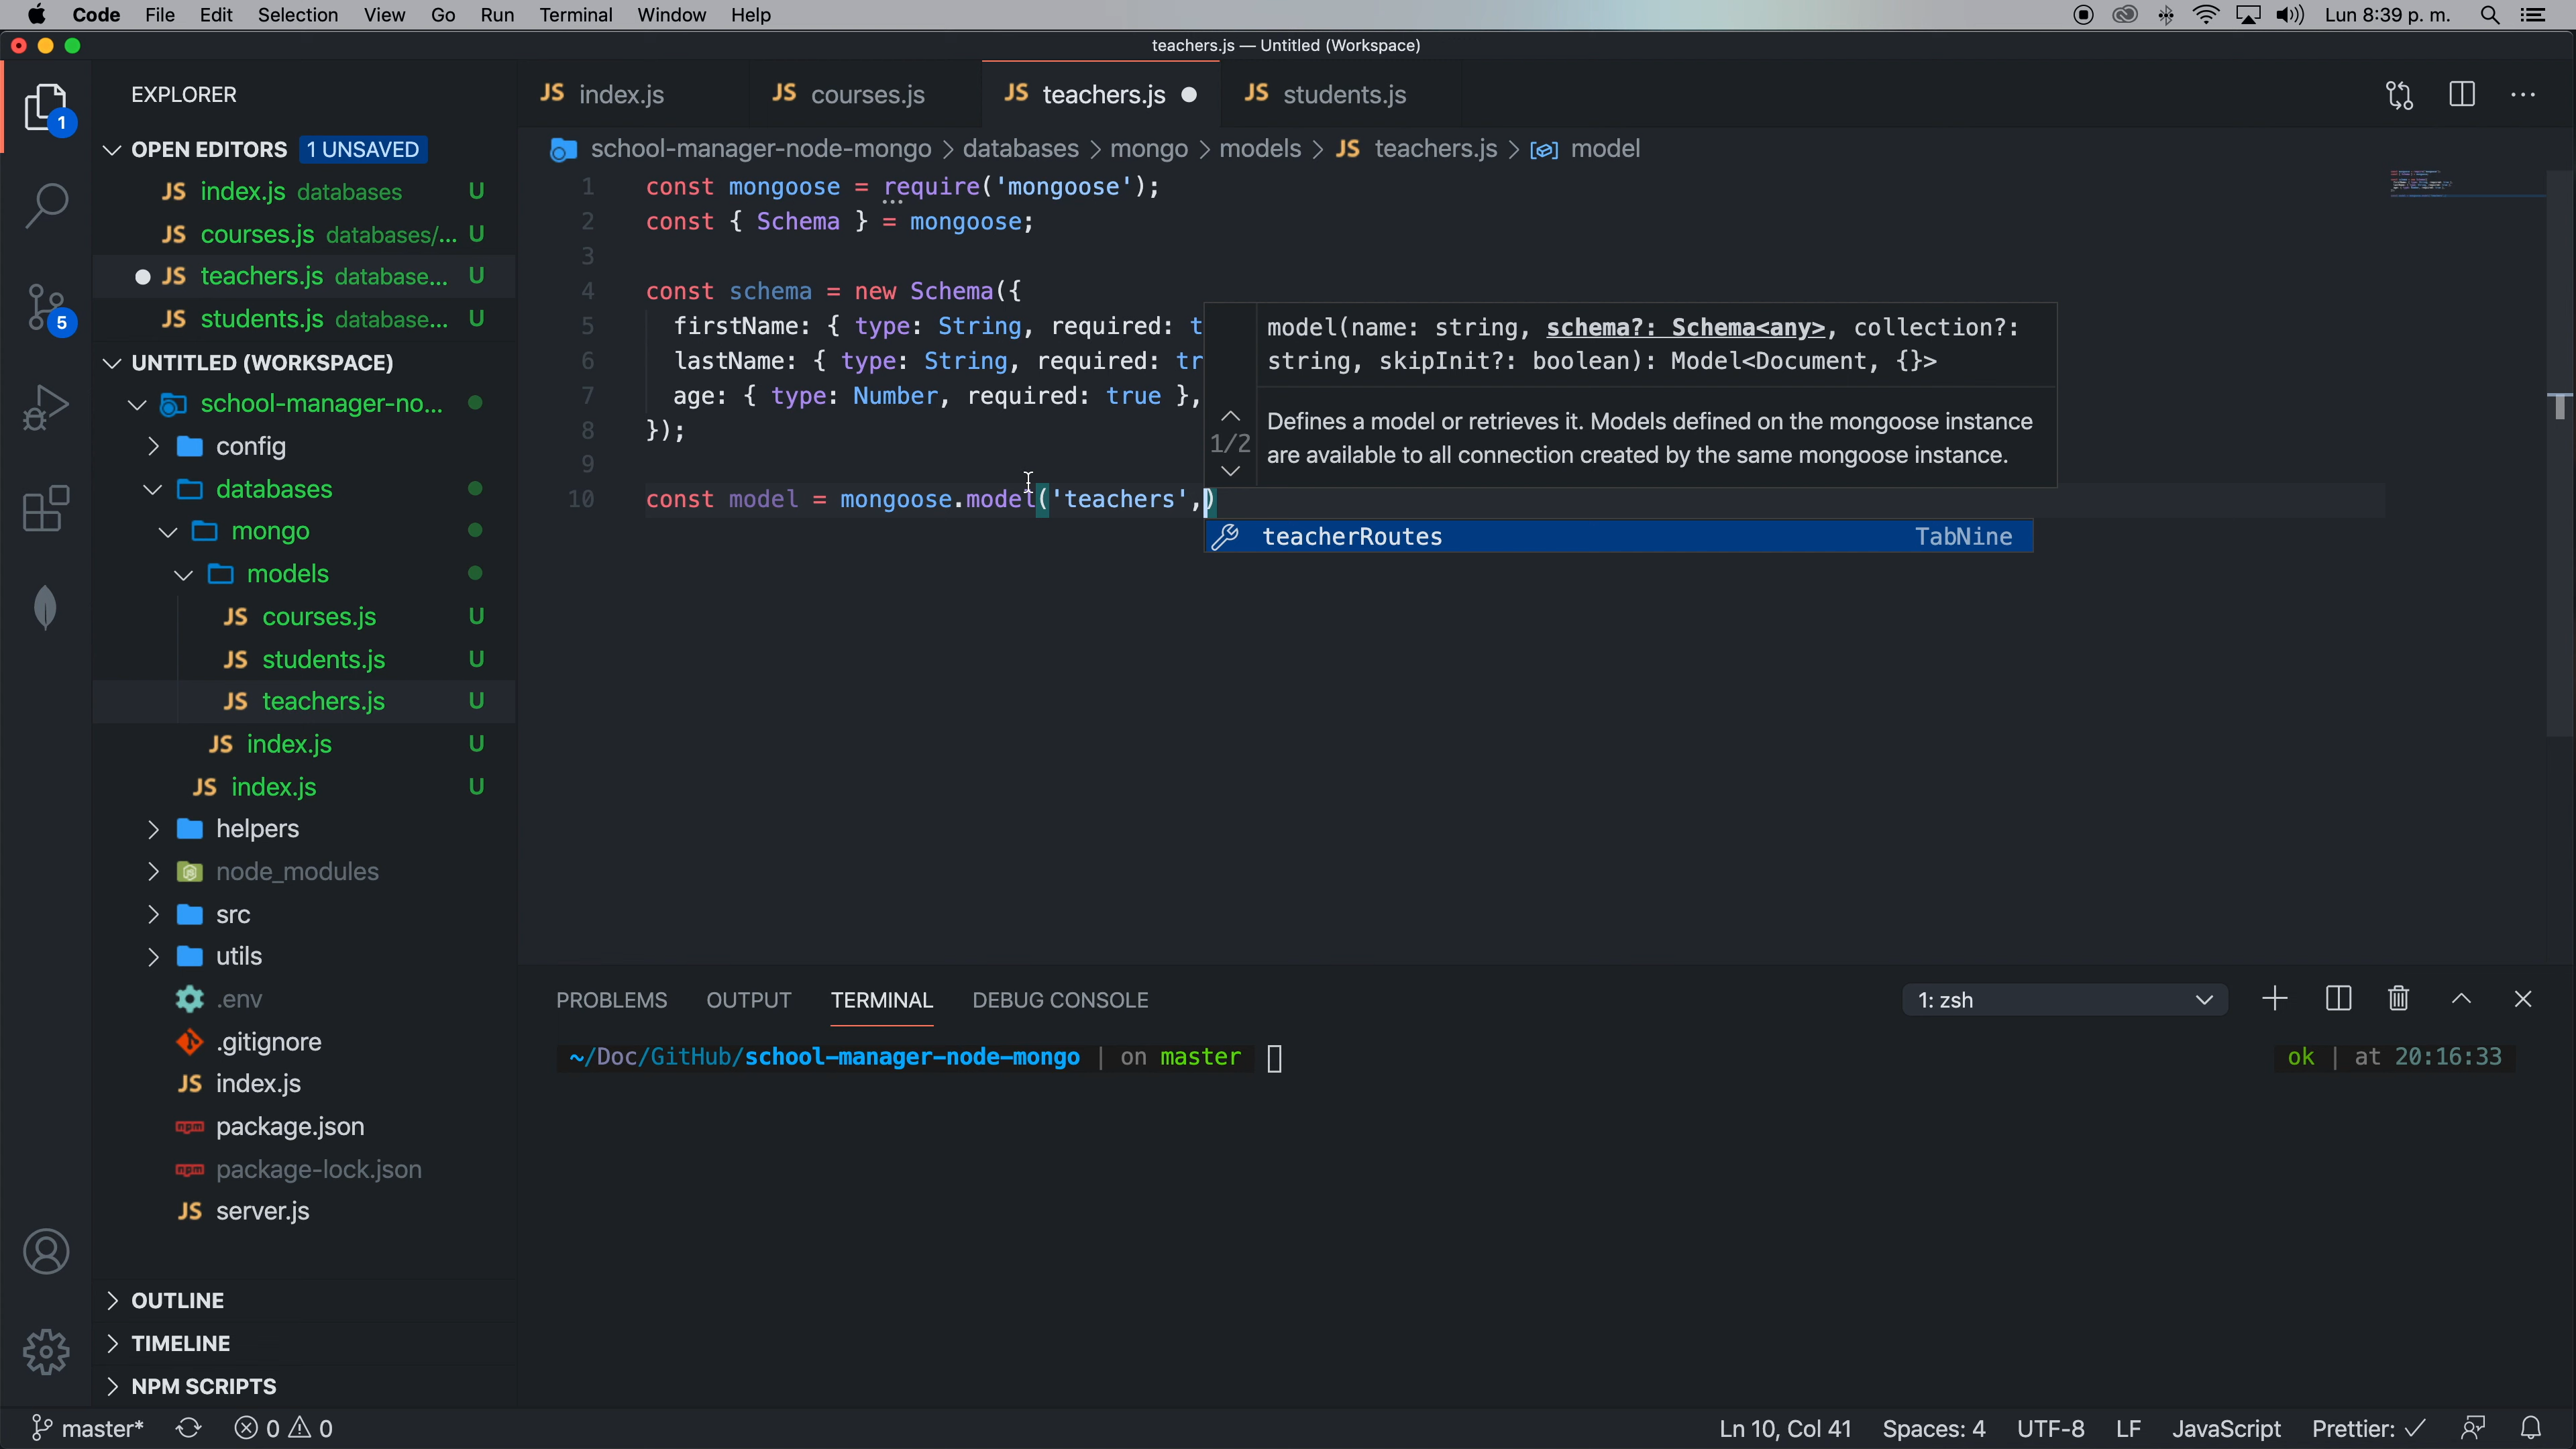 Code File Edit Selection View Go Run Terminal Window Help Lun 8:39 p. m.
teachers.js — Untitled (Workspace)
EXPLORER
OPEN EDITORS 1 UNSAVED
JS index.js databases U
JS courses.js databases/... U
JS teachers.js database... U
JS students.js database... U
UNTITLED (WORKSPACE)
school-manager-no...
config
databases
mongo
models
JS courses.js U
JS students.js U
JS teachers.js U
JS index.js U
JS index.js U
helpers
node_modules
src
utils
.env
.gitignore
JS index.js
npm package.json
npm package-lock.json
JS server.js
OUTLINE
TIMELINE
NPM SCRIPTS
1
5
JS index.js JS courses.js JS teachers.js JS students.js
school-manager-node-mongo > databases > mongo > models > JS teachers.js > model
1 const mongoose = require('mongoose');
2 const { Schema } = mongoose;
3
4 const schema = new Schema({
5 firstName: { type: String, required: t
6 lastName: { type: String, required: tr
7 age: { type: Number, required: true },
8 });
9
10 const model = mongoose.model('teachers',)
model(name: string, schema?: Schema<any>, collection?:
string, skipInit?: boolean): Model<Document, {}>
1/2
Defines a model or retrieves it. Models defined on the mongoose instance
are available to all connection created by the same mongoose instance.
teacherRoutes TabNine
PROBLEMS OUTPUT TERMINAL DEBUG CONSOLE 1: zsh
~/Doc/GitHub/school-manager-node-mongo | on master ok | at 20:16:33
master* 0 0 Ln 10, Col 41 Spaces: 4 UTF-8 LF JavaScript Prettier: ✓